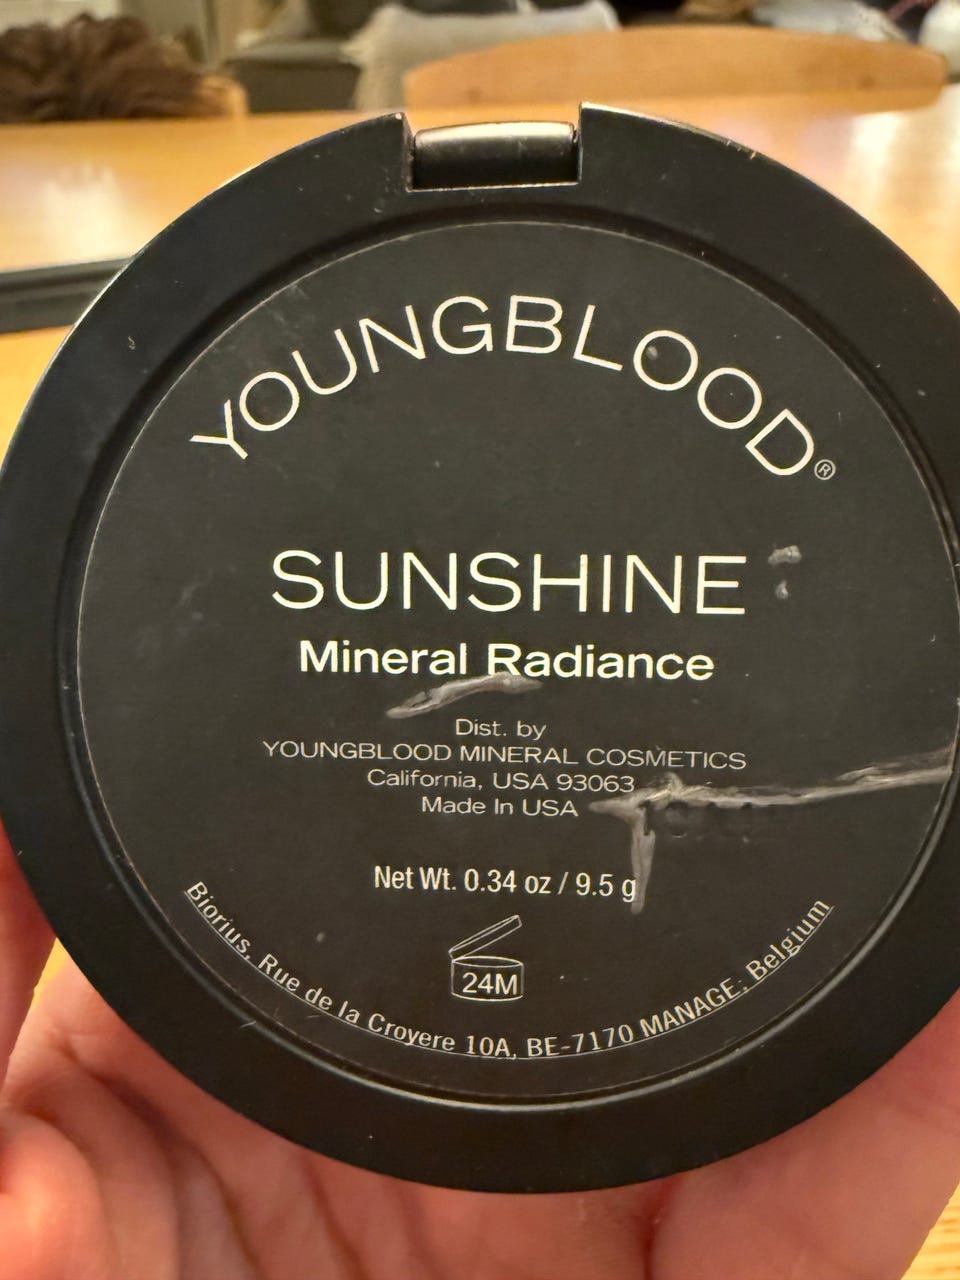 YOUNGBLOOD®
SUNSHINE
Mineral Radiance
Dist. by
YOUNGBLOOD MINERAL COSMETICS
California, USA 93063
Made In USA
Net Wt. 0.34 oz / 9.5 g
24M
Biorius, Rue de la Croyere 10A, BE-7170 MANAGE; Belgium